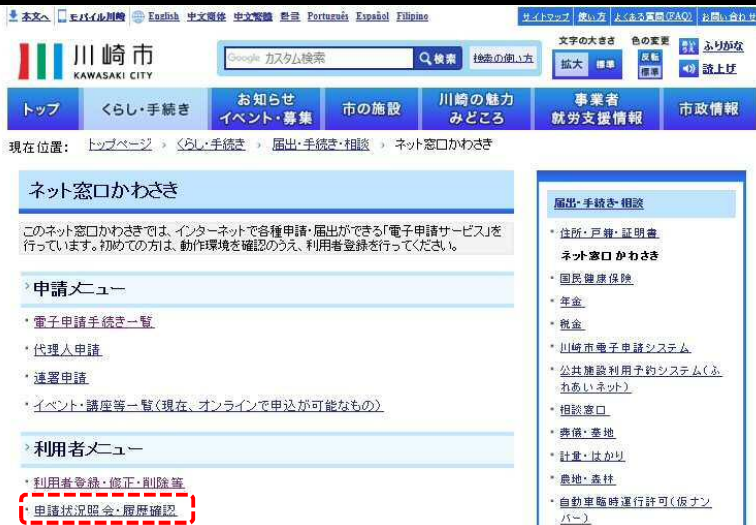 本文へ モバイル川崎 English 中文簡体 中文繁體 한글 Português Español Filipino
サイトマップ 使い方 よくある質問(FAQ) お問い合わせ
川崎市
KAWASAKI CITY
Google カスタム検索 検索 検索の使い方
文字の大きさ 色の変更
拡大 標準 反転 標準
ふりがな
読上げ
トップ くらし・手続き お知らせ イベント・募集 市の施設 川崎の魅力 みどころ 事業者 就労支援情報 市政情報
現在位置： トップページ › くらし・手続き › 届出・手続き・相談 › ネット窓口かわさき
ネット窓口かわさき
このネット窓口かわさきでは、インターネットで各種申請・届出ができる「電子申請サービス」を
行っています。初めての方は、動作環境を確認のうえ、利用者登録を行ってください。
申請メニュー
・電子申請手続き一覧
・代理人申請
・連署申請
・イベント・講座等一覧(現在、オンラインで申込が可能なもの)
利用者メニュー
・利用者登録・修正・削除等
・申請状況照会・履歴確認
届出・手続き・相談
・住所・戸籍・証明書
ネット窓口かわさき
・国民健康保険
・年金
・税金
・川崎市電子申請システム
・公共施設利用予約システム(ふ
れあいネット)
・相談窓口
・葬儀・墓地
・計量・はかり
・農地・森林
・自動車臨時運行許可(仮ナン
バー)